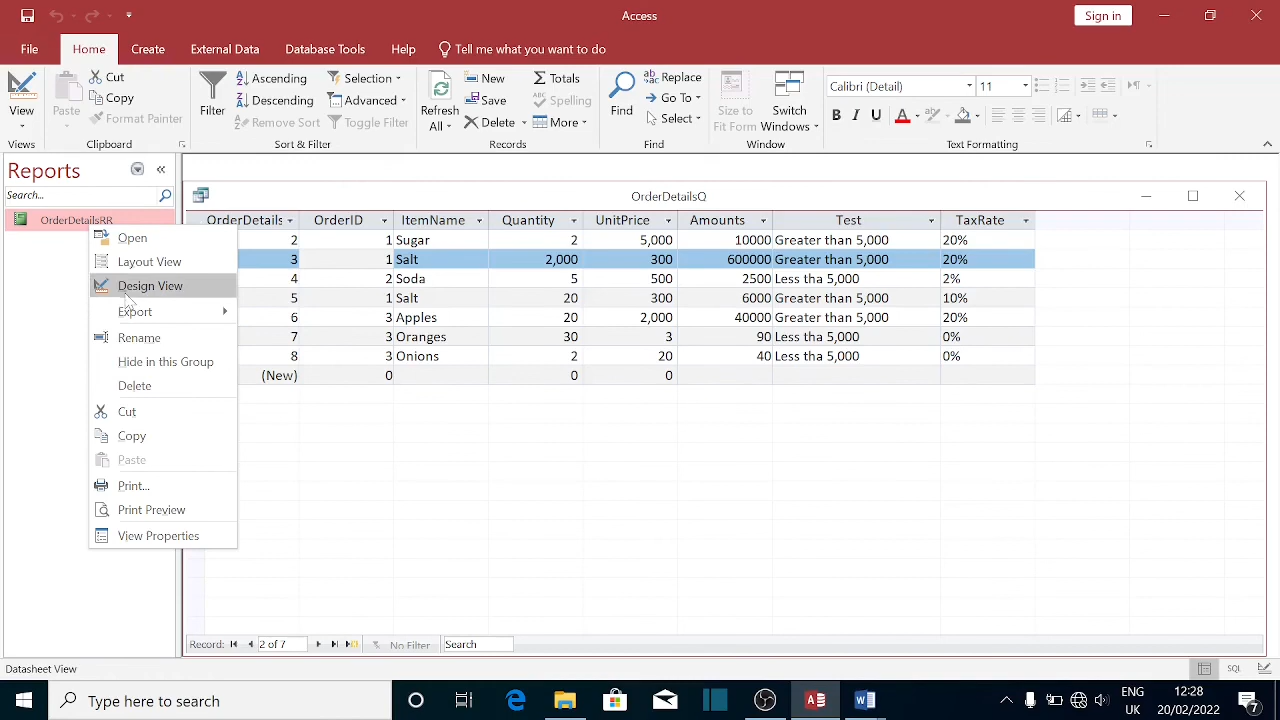 Access
Sign in
File Home Create External Data Database Tools Help Tell me what you want to do
View
Views
Paste
Cut
Copy
Format Painter
Clipboard
Filter
Ascending
Descending
Remove
Selection
Advanced
Toggle Filter
Sort & Filter
Refresh
All
New
Save
Delete
Totals
Spelling
More
Records
Find
Replace
Go To
Select
Find
Size to
Fit Form
Switch
Windows
Window
Calibri (Detail) 11
B I U A
Text Formatting
Reports
Search...
OrderDetailsRR
Open
Layout View
Design View
Export
Rename
Hide in this Group
Delete
Cut
Copy
Paste
Print...
Print Preview
View Properties
OrderDetailsQ
OrderDetails OrderID ItemName Quantity UnitPrice Amounts Test TaxRate
2 1 Sugar 2 5,000 10000 Greater than 5,000 20%
3 1 Salt 2,000 300 600000 Greater than 5,000 20%
4 2 Soda 5 500 2500 Less tha 5,000 2%
5 1 Salt 20 300 6000 Greater than 5,000 10%
6 3 Apples 20 2,000 40000 Greater than 5,000 20%
7 3 Oranges 30 3 90 Less tha 5,000 0%
8 3 Onions 2 20 40 Less tha 5,000 0%
(New) 0 0 0
Record: 2 of 7 No Filter Search
Datasheet View
SQL
Type here to search
ENG
UK
12:28
20/02/2022
7